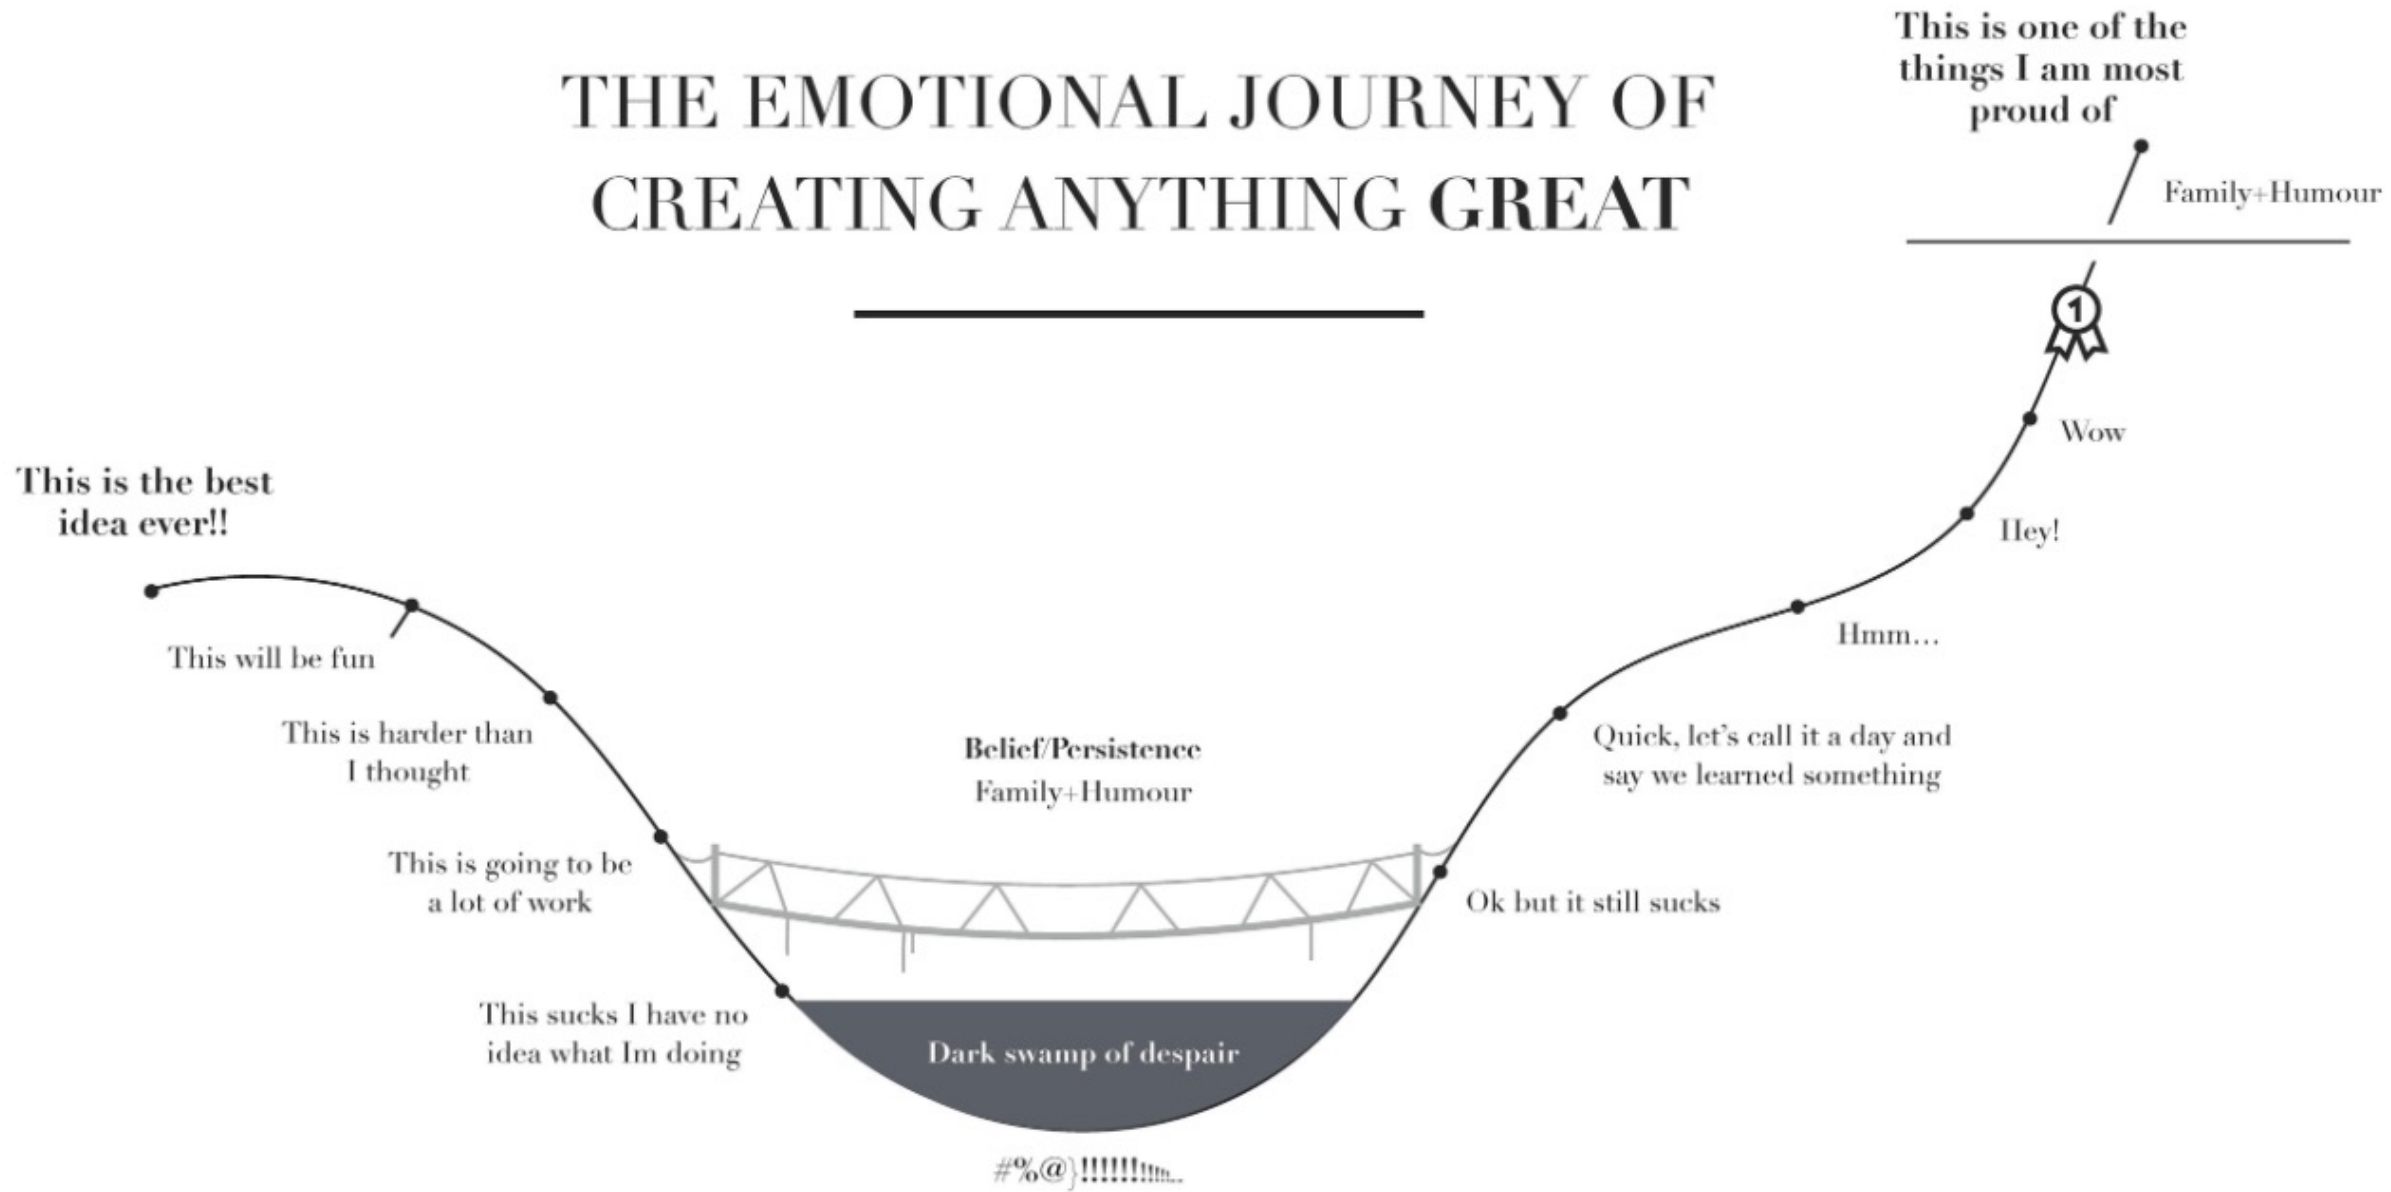 THE EMOTIONAL JOURNEY OF
CREATING ANYTHING GREAT
This is the best
idea ever!!
This will be fun
This is harder than
I thought
This is going to be
a lot of work
This sucks I have no
idea what Im doing
Belief/Persistence
Family+Humour
Dark swamp of despair
#%@}!!!!!!!!!!!...
Ok but it still sucks
Quick, let's call it a day and
say we learned something
Hmm...
Hey!
Wow
1
This is one of the
things I am most
proud of
Family+Humour